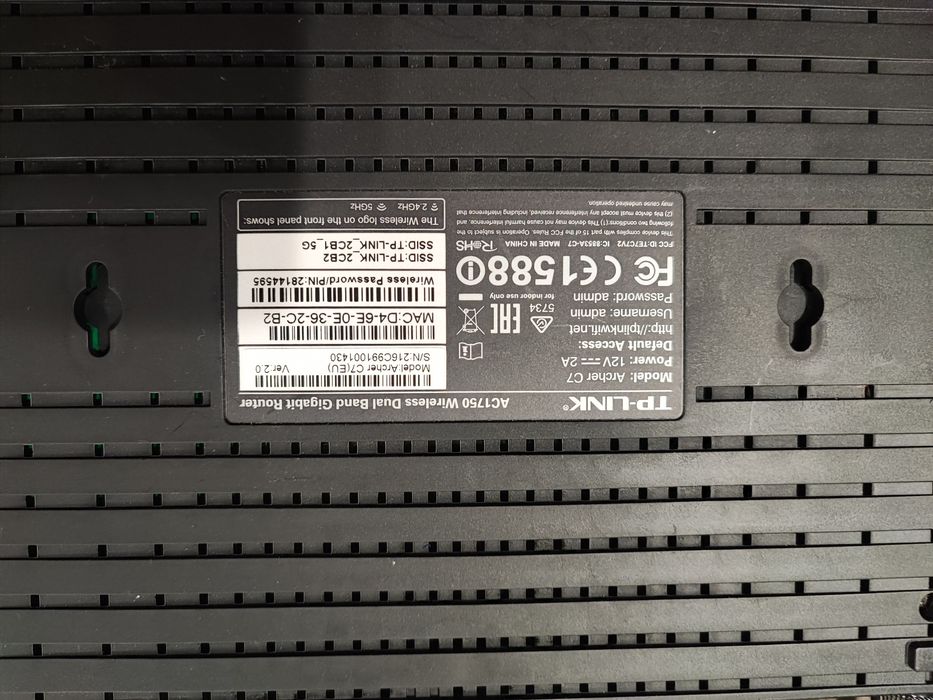 TP-LINK®
AC1750 Wireless Dual Band Gigabit Router
Model: Archer C7
Power: 12V ⎓ 2A
Default Access:
http://tplinkwifi.net
Username: admin
Password: admin
5734
for indoor use only
FC CE1588
FCC ID:TE7C7V2 IC:8853A-C7 MADE IN CHINA RoHS
This device complies with part 15 of the FCC Rules. Operation is subject to the
following two conditions:(1) This device may not cause harmful interference, and
(2) this device must accept any interference received, including interference that
may cause undesired operation.
Model:Archer C7(EU) Ver 2.0
S/N:216C991001430
MAC:D4-6E-0E-36-2C-B2
Wireless Password/PIN:28144595
SSID:TP-LINK_2CB2
SSID:TP-LINK_2CB1_5G
The Wireless logo on the front panel shows:
2.4GHz 5GHz